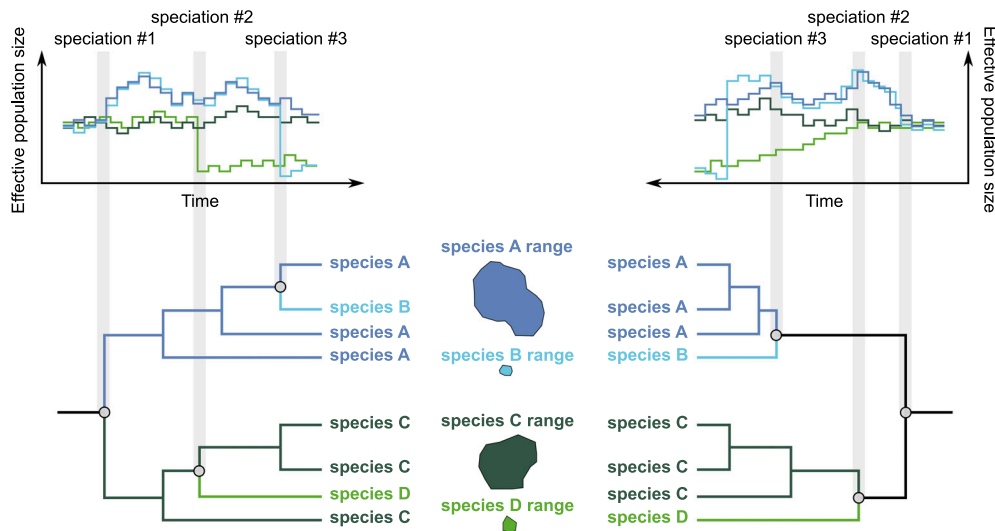 speciation #2
speciation #1
speciation #3
Effective population size
Time
speciation #2
speciation #3
speciation #1
Effective population size
Time
species A
species B
species A
species A
species C
species C
species D
species C
species A range
species B range
species C range
species D range
species A
species A
species A
species B
species C
species C
species C
species D